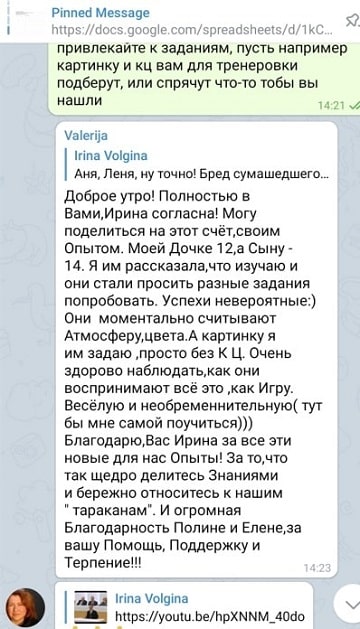 Pinned Message
https://docs.google.com/spreadsheets/d/1kC...
привлекайте к заданиям, пусть например
картинку и кц вам для тренеровки
подберут, или спрячут что-то тобы вы
нашли
14:21
Valerija
Irina Volgina
Аня, Леня, ну точно! Бред сумашедшего...
Доброе утро! Полностью в
Вами,Ирина согласна! Могу
поделиться на этот счёт,своим
Опытом. Моей Дочке 12,а Сыну -
14. Я им рассказала,что изучаю и
они стали просить разные задания
попробовать. Успехи невероятные:)
Они моментально считывают
Атмосферу,цвета.А картинку я
им задаю ,просто без К Ц. Очень
здорово наблюдать,как они
воспринимают всё это ,как Игру.
Весёлую и необременнительную( тут
бы мне самой поучиться)))
Благодарю,Вас Ирина за все эти
новые для нас Опыты! За то,что
так щедро делитесь Знаниями
и бережно относитесь к нашим
" тараканам". И огромная
Благодарность Полине и Елене,за
вашу Помощь, Поддержку и
Терпение!!!
14:23
Irina Volgina
https://youtu.be/hpXNNM_40do